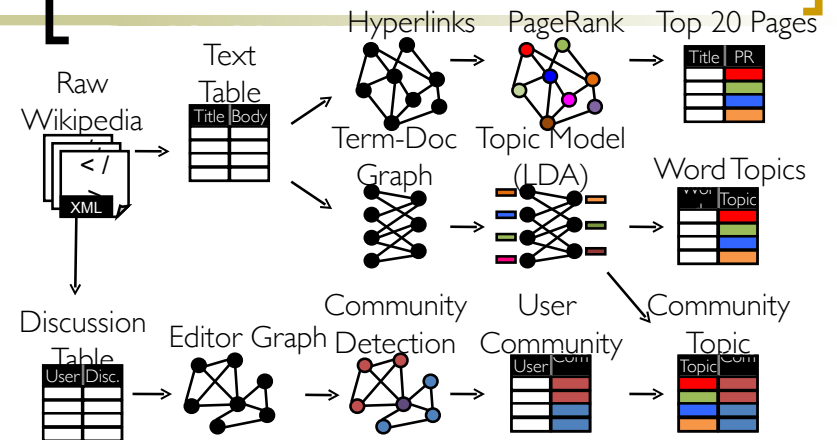 Hyperlinks
PageRank
Top 20 Pages
Title PR
Text
Table
Title Body
Raw
Wikipedia
< /
>
XML
Term-Doc
Graph
Topic Model
(LDA)
Word Topics
Topic
Discussion
Table
User Disc.
Editor Graph
Community
Detection
User
Community
User
Community
Topic
Topic